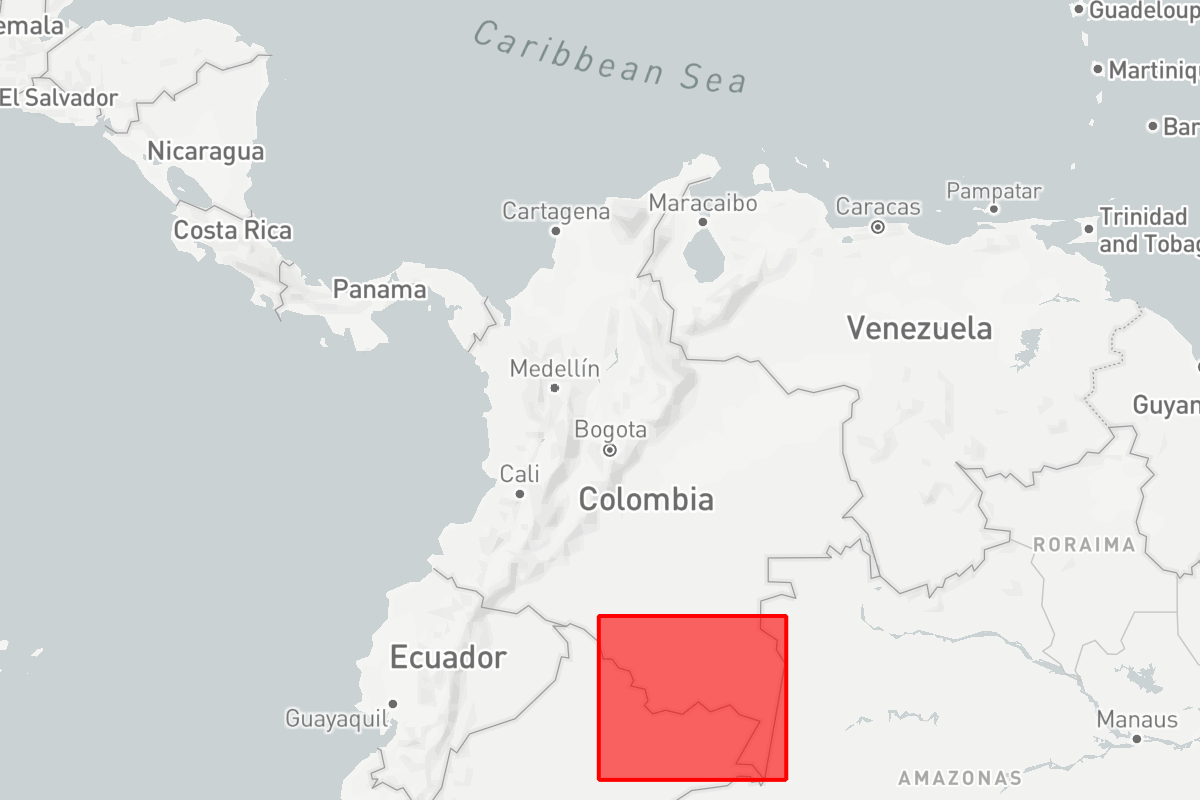 Caribbean Sea
Guadeloup
emala
Martiniq
El Salvador
Bar
Nicaragua
Pampatar
Maracaibo
Cartagena
Caracas
Trinidad
and Tobag
Costa Rica
Panama
Venezuela
Medellín
Guyan
Bogota
Cali
Colombia
RORAIMA
Ecuador
Guayaquil
Manaus
AMAZONAS